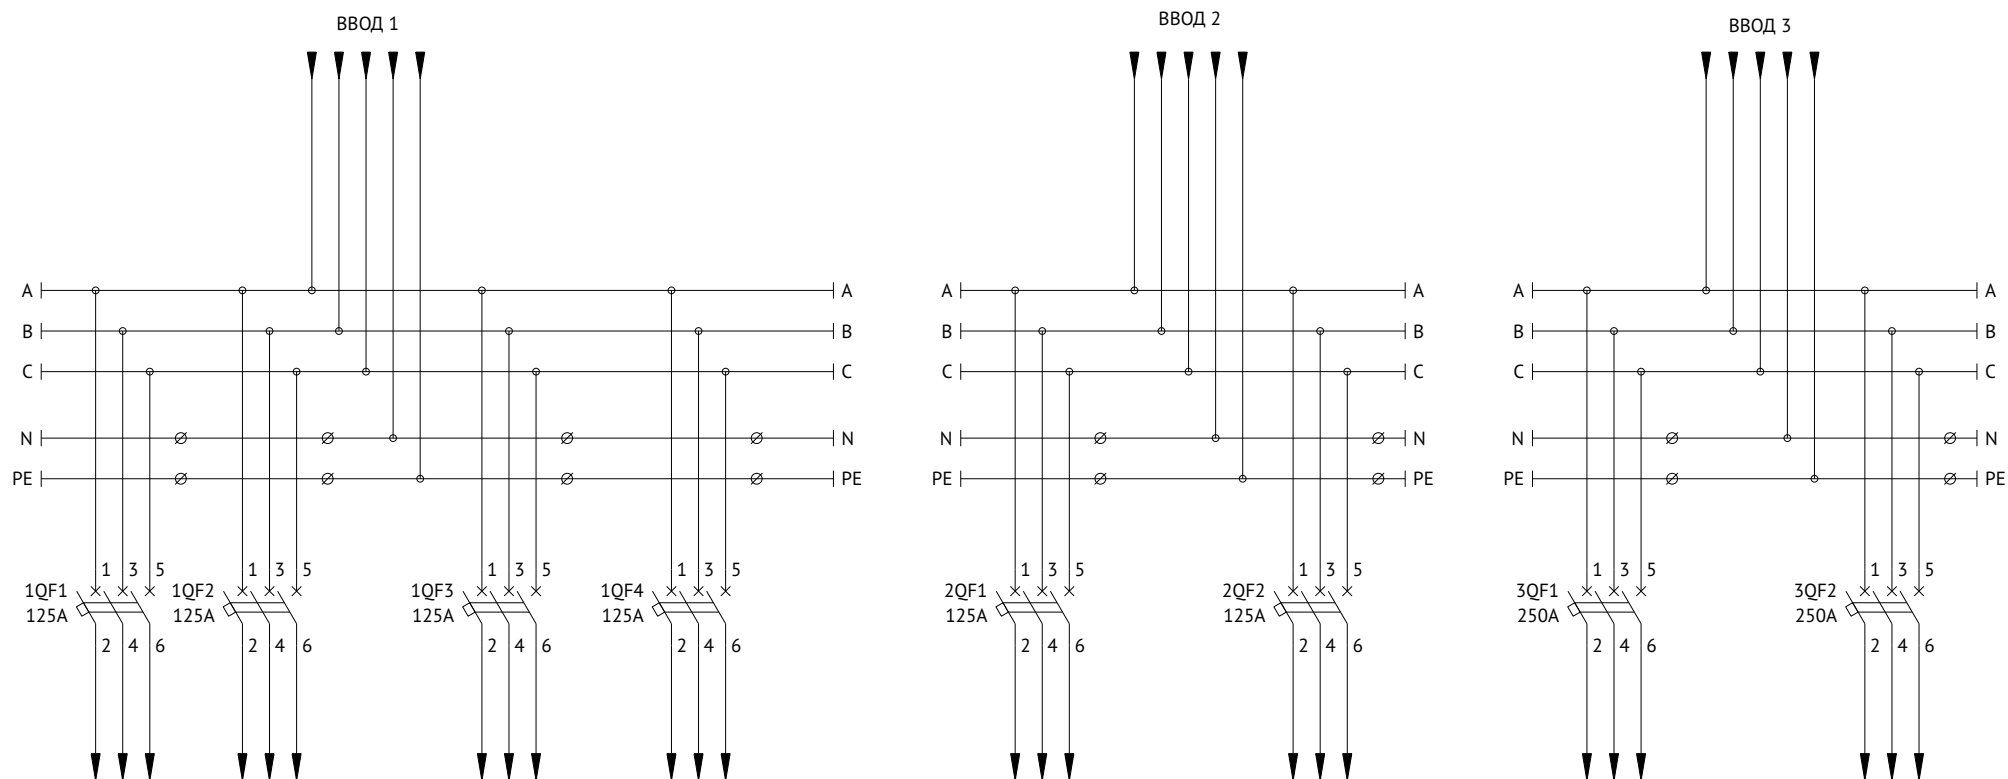 ВВОД 1
ВВОД 2
ВВОД 3
A A A A A A
B B B B B B
C C C C C C
N N N N N N
PE PE PE PE PE PE
1 3 5 1 3 5 1 3 5 1 3 5 1 3 5 1 3 5 1 3 5 1 3 5
1QF1 1QF2 1QF3 1QF4 2QF1 2QF2 3QF1 3QF2
125A 125A 125A 125A 125A 125A 250A 250A
2 4 6 2 4 6 2 4 6 2 4 6 2 4 6 2 4 6 2 4 6 2 4 6